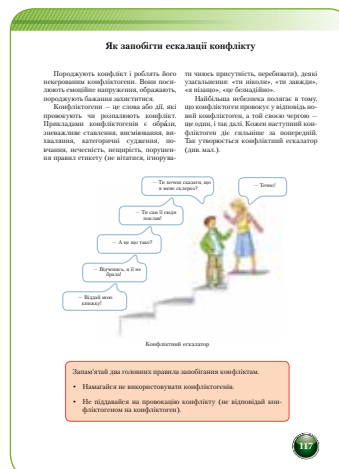 Як запобігти ескалації конфлікту
Породжують конфлікт і роблять його
некерованим конфліктогени. Вони поси-
люють емоційне напруження, ображають,
породжують бажання захиститися.
Конфліктогени — це слова або дії, які
провокують чи розпалюють конфлікт.
Прикладами конфліктогенів є обрáзи,
зневажливе ставлення, висміювання, ви-
хваляння, категоричні судження, по-
вчання, нечесність, нещирість, порушен-
ня правил етикету (не вітатися, ігнорува-
ти чиюсь присутність, перебивати), деякі
узагальнення: «ти ніколи», «ти завжди»,
«я нізащо», «це безнадійно».
Найбільша небезпека полягає в тому,
що конфліктоген провокує у відповідь но-
вий конфліктоген, а той своєю чергою —
ще один, і так далі. Кожен наступний кон-
фліктоген діє сильніше за попередній.
Так утворюється конфліктний ескалатор
(див. мал.).
— Ти хочеш сказати, що
в мене склероз?
— Точно!
— Ти сам її сюди
поклав!
— А це що таке?
— Відчепись, я її не
брала!
— Віддай мою
книжку!
Конфліктний ескалатор
Запам'ятай два головних правила запобігання конфліктам.
• Намагайся не використовувати конфліктогенів.
• Не піддавайся на провокацію конфлікту (не відповідай кон-
фліктогеном на конфліктоген).
117